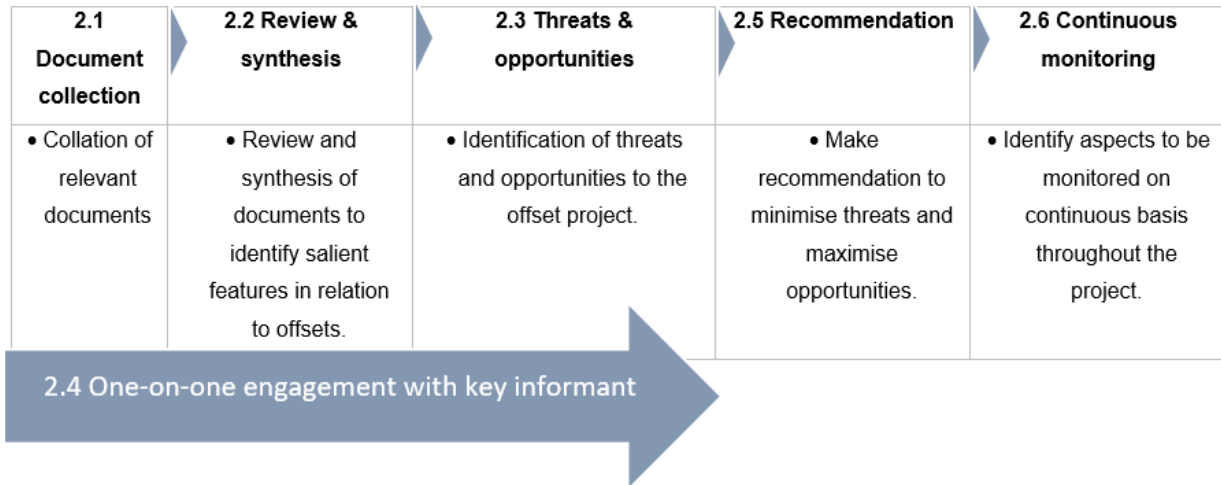 2.1
Document
collection
2.2 Review &
synthesis
2.3 Threats &
opportunities
2.5 Recommendation
2.6 Continuous
monitoring
• Collation of
relevant
documents
• Review and
synthesis of
documents to
identify salient
features in relation
to offsets.
• Identification of threats
and opportunities to the
offset project.
• Make
recommendation to
minimise threats and
maximise
opportunities.
• Identify aspects to be
monitored on
continuous basis
throughout the
project.
2.4 One-on-one engagement with key informant